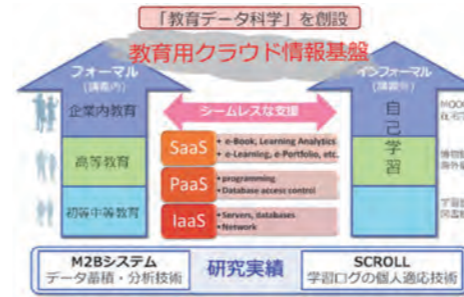 「教育データ科学」を創設
教育用クラウド情報基盤
フォーマル
(講義内)
インフォーマル
企業内教育
シームレスな支援
自己学習
MOOC
高等教育
SaaS
• e-Book, Learning Analytics
• e-Learning, e-Portfolio, etc.
PaaS
• programming
• Database access control
初等中等教育
IaaS
• Servers, databases
• Network
M2Bシステム
データ蓄積・分析技術
研究実績
SCROLL
学習ログの個人適応技術